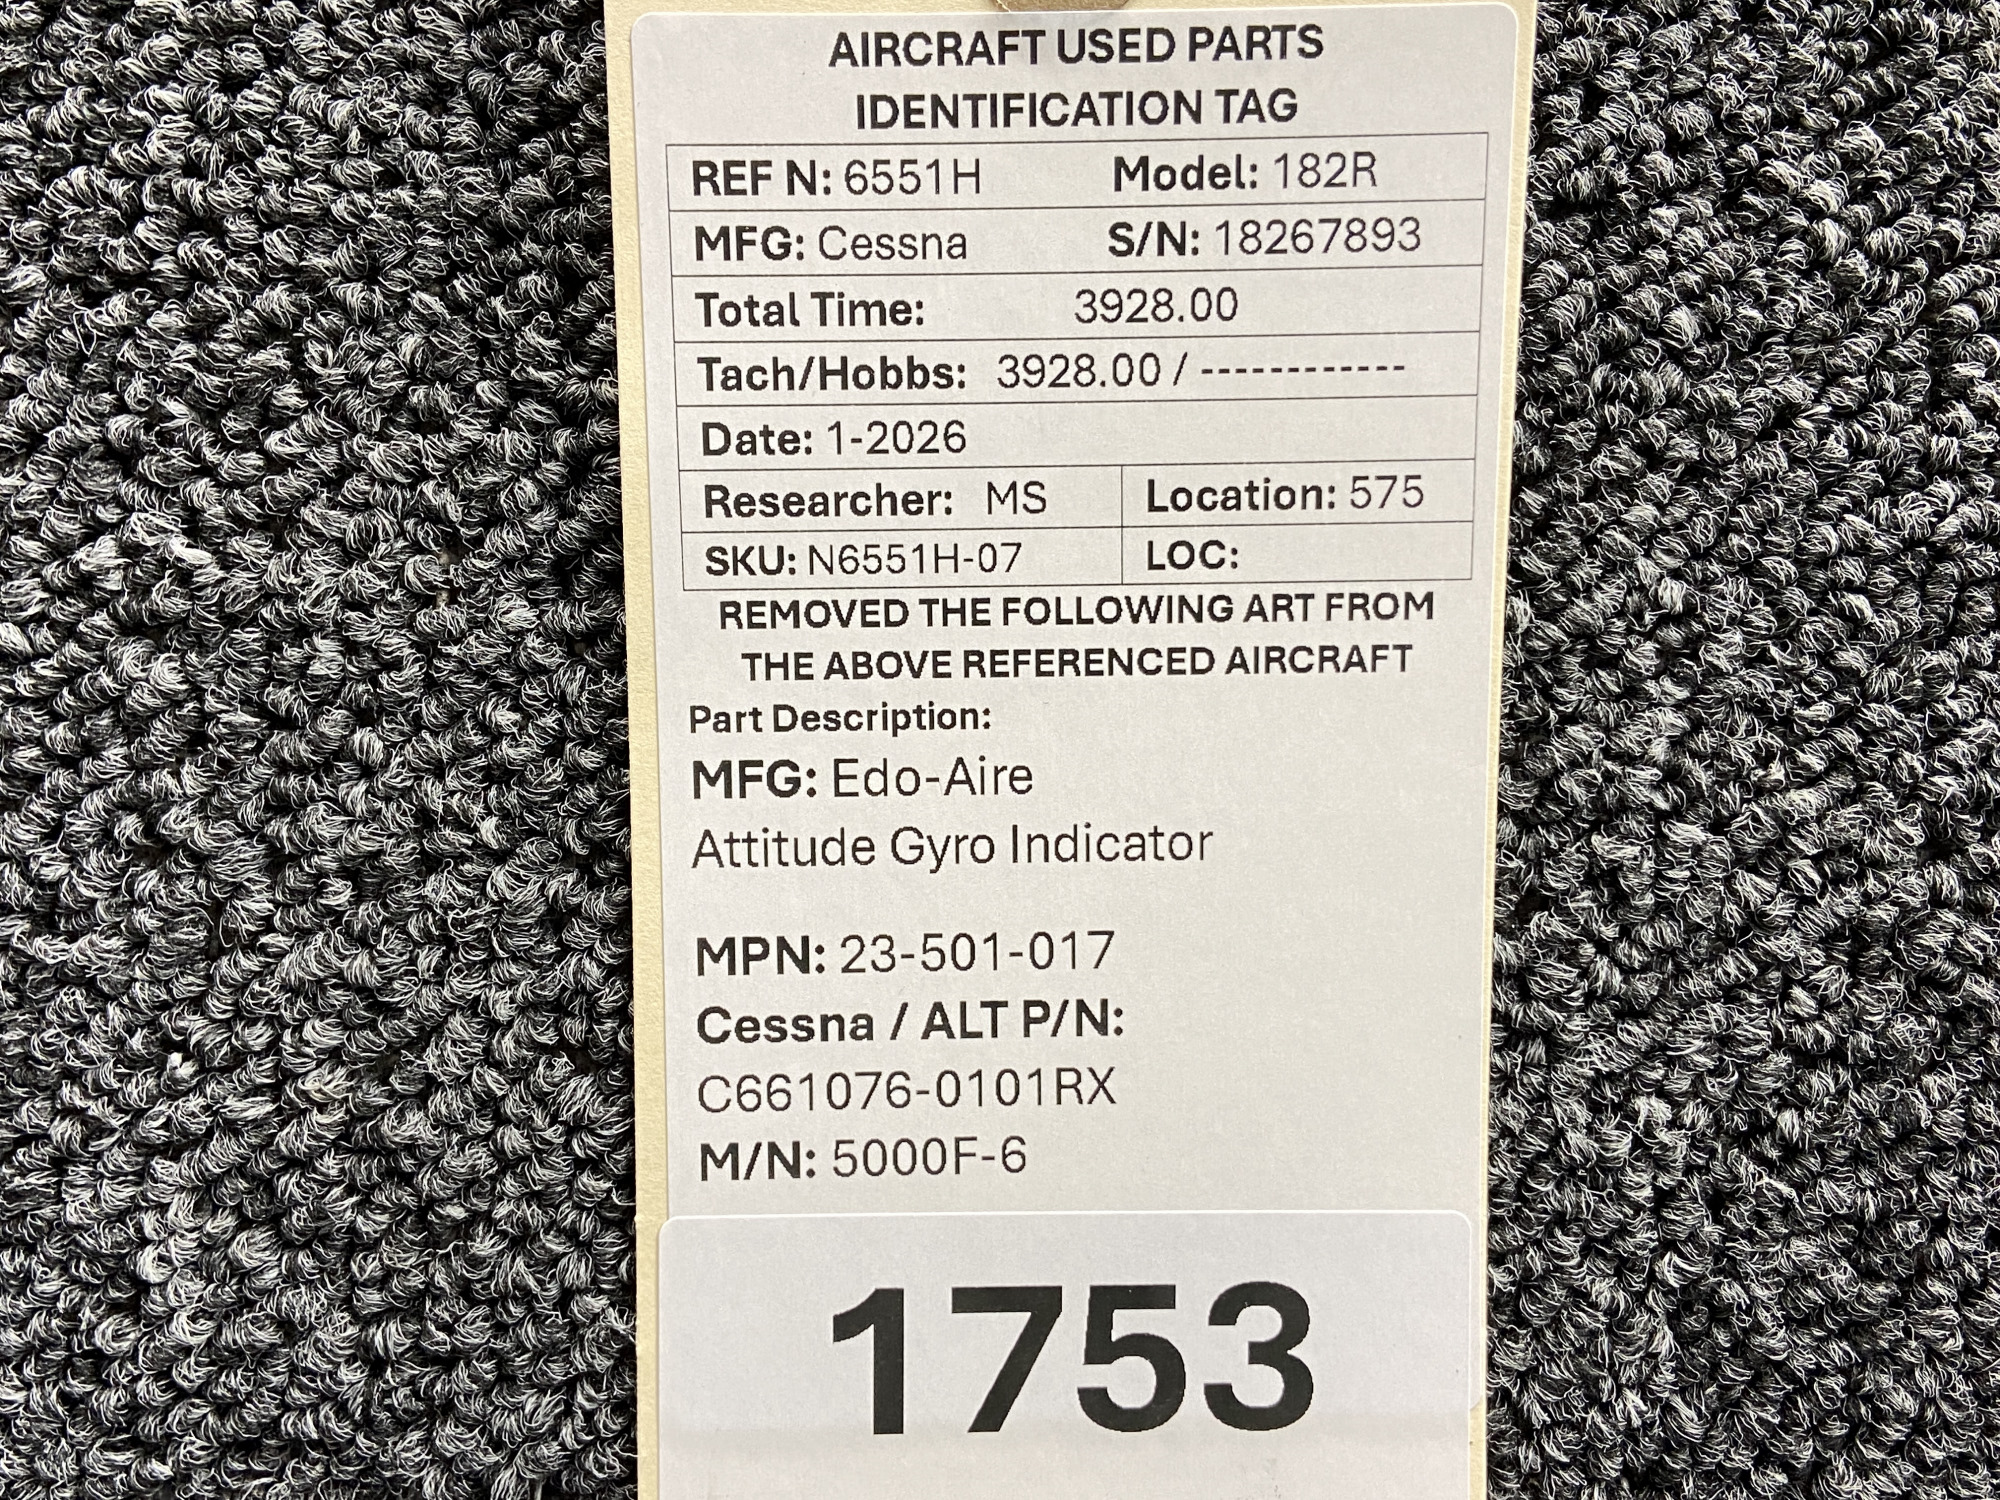 AIRCRAFT USED PARTS
IDENTIFICATION TAG
REF N: 6551H Model: 182R
MFG: Cessna S/N: 18267893
Total Time: 3928.00
Tach/Hobbs: 3928.00 / ------------
Date: 1-2026
Researcher: MS Location: 575
SKU: N6551H-07 LOC:
REMOVED THE FOLLOWING ART FROM
THE ABOVE REFERENCED AIRCRAFT
Part Description:
MFG: Edo-Aire
Attitude Gyro Indicator
MPN: 23-501-017
Cessna / ALT P/N:
C661076-0101RX
M/N: 5000F-6
1753